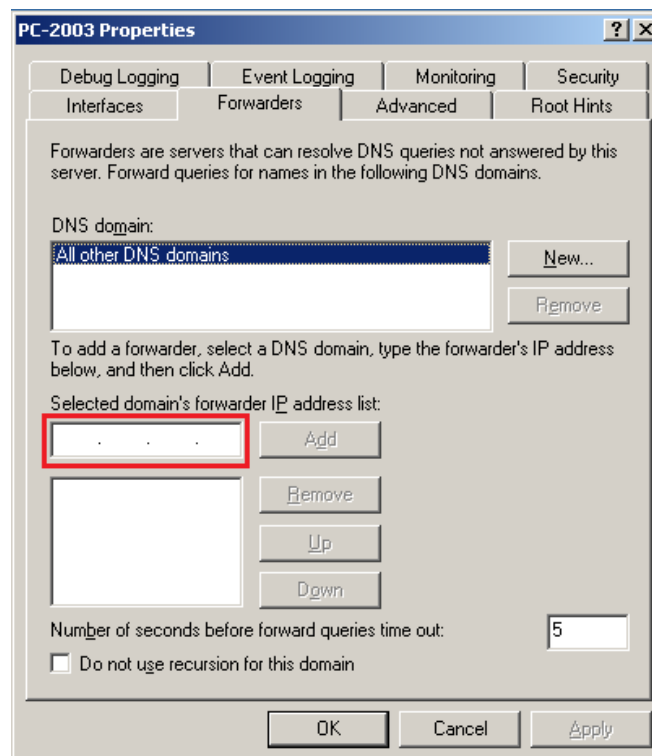 PC-2003 Properties
? X
Debug Logging Event Logging Monitoring Security
Interfaces Forwarders Advanced Root Hints
Forwarders are servers that can resolve DNS queries not answered by this
server. Forward queries for names in the following DNS domains.
DNS domain:
All other DNS domains
New...
Remove
To add a forwarder, select a DNS domain, type the forwarder's IP address
below, and then click Add.
Selected domain's forwarder IP address list:
. . . Add
Remove
Up
Down
Number of seconds before forward queries time out: 5
Do not use recursion for this domain
OK Cancel Apply